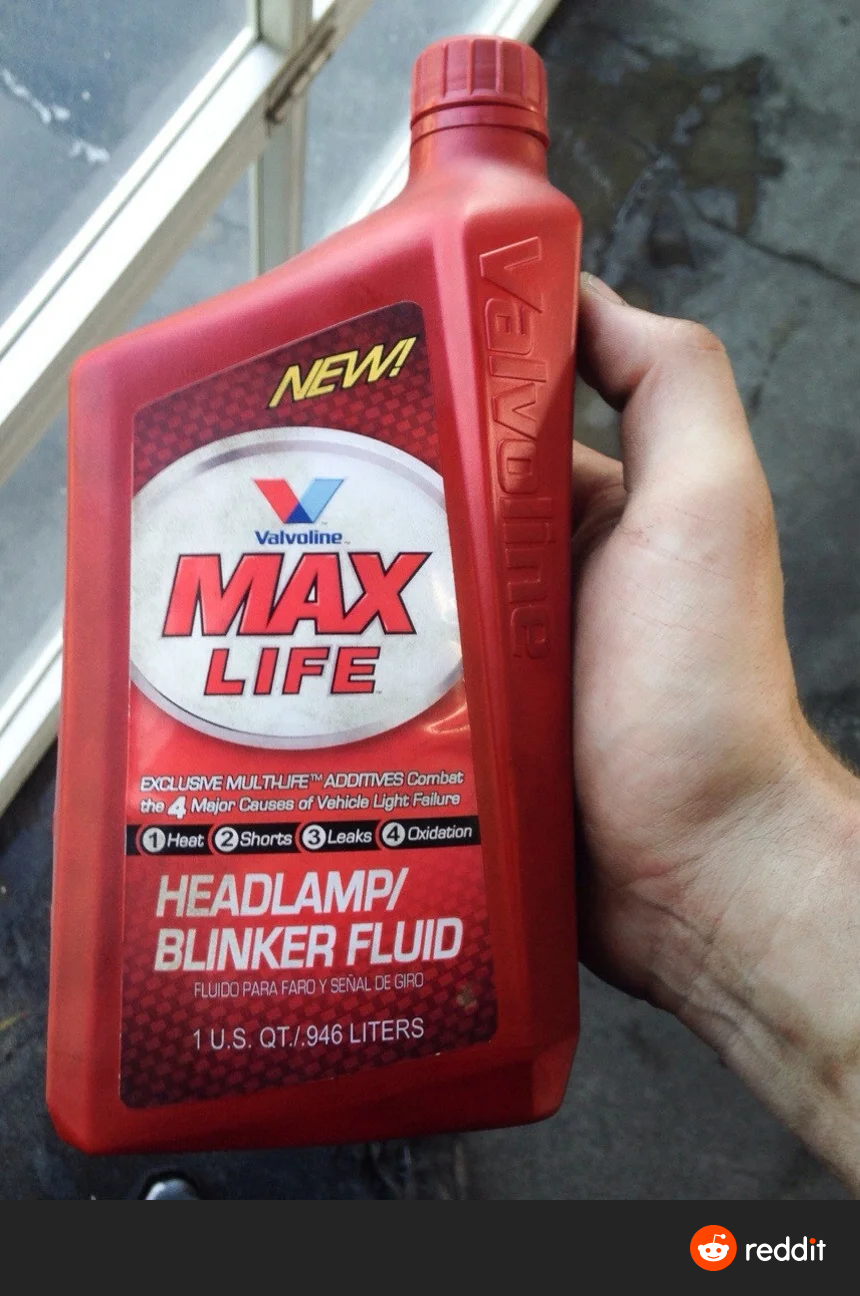 NEW!
Valvoline
Valvoline™
MAX
LIFE
EXCLUSIVE MULTI-LIFE™ ADDITIVES Combat
the 4 Major Causes of Vehicle Light Failure
1 Heat 2 Shorts 3 Leaks 4 Oxidation
HEADLAMP/
BLINKER FLUID
FLUIDO PARA FARO Y SEÑAL DE GIRO
1 U.S. QT./.946 LITERS
reddit